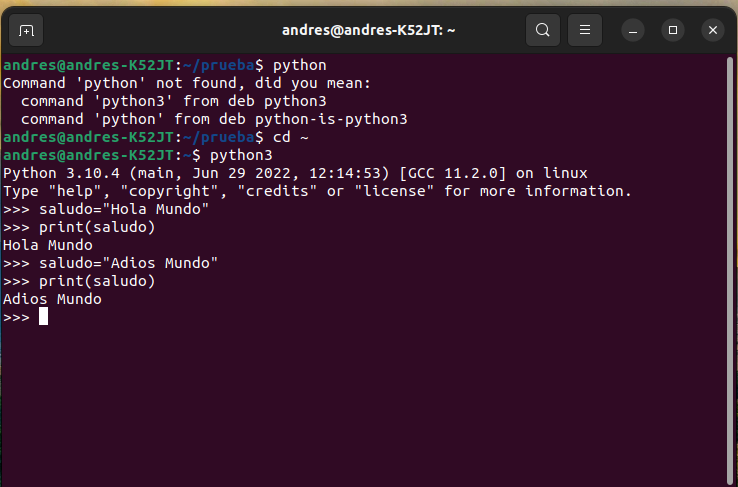 andres@andres-K52JT: ~
andres@andres-K52JT:~/prueba$ python
Command 'python' not found, did you mean:
  command 'python3' from deb python3
  command 'python' from deb python-is-python3
andres@andres-K52JT:~/prueba$ cd ~
andres@andres-K52JT:~$ python3
Python 3.10.4 (main, Jun 29 2022, 12:14:53) [GCC 11.2.0] on linux
Type "help", "copyright", "credits" or "license" for more information.
>>> saludo="Hola Mundo"
>>> print(saludo)
Hola Mundo
>>> saludo="Adios Mundo"
>>> print(saludo)
Adios Mundo
>>>